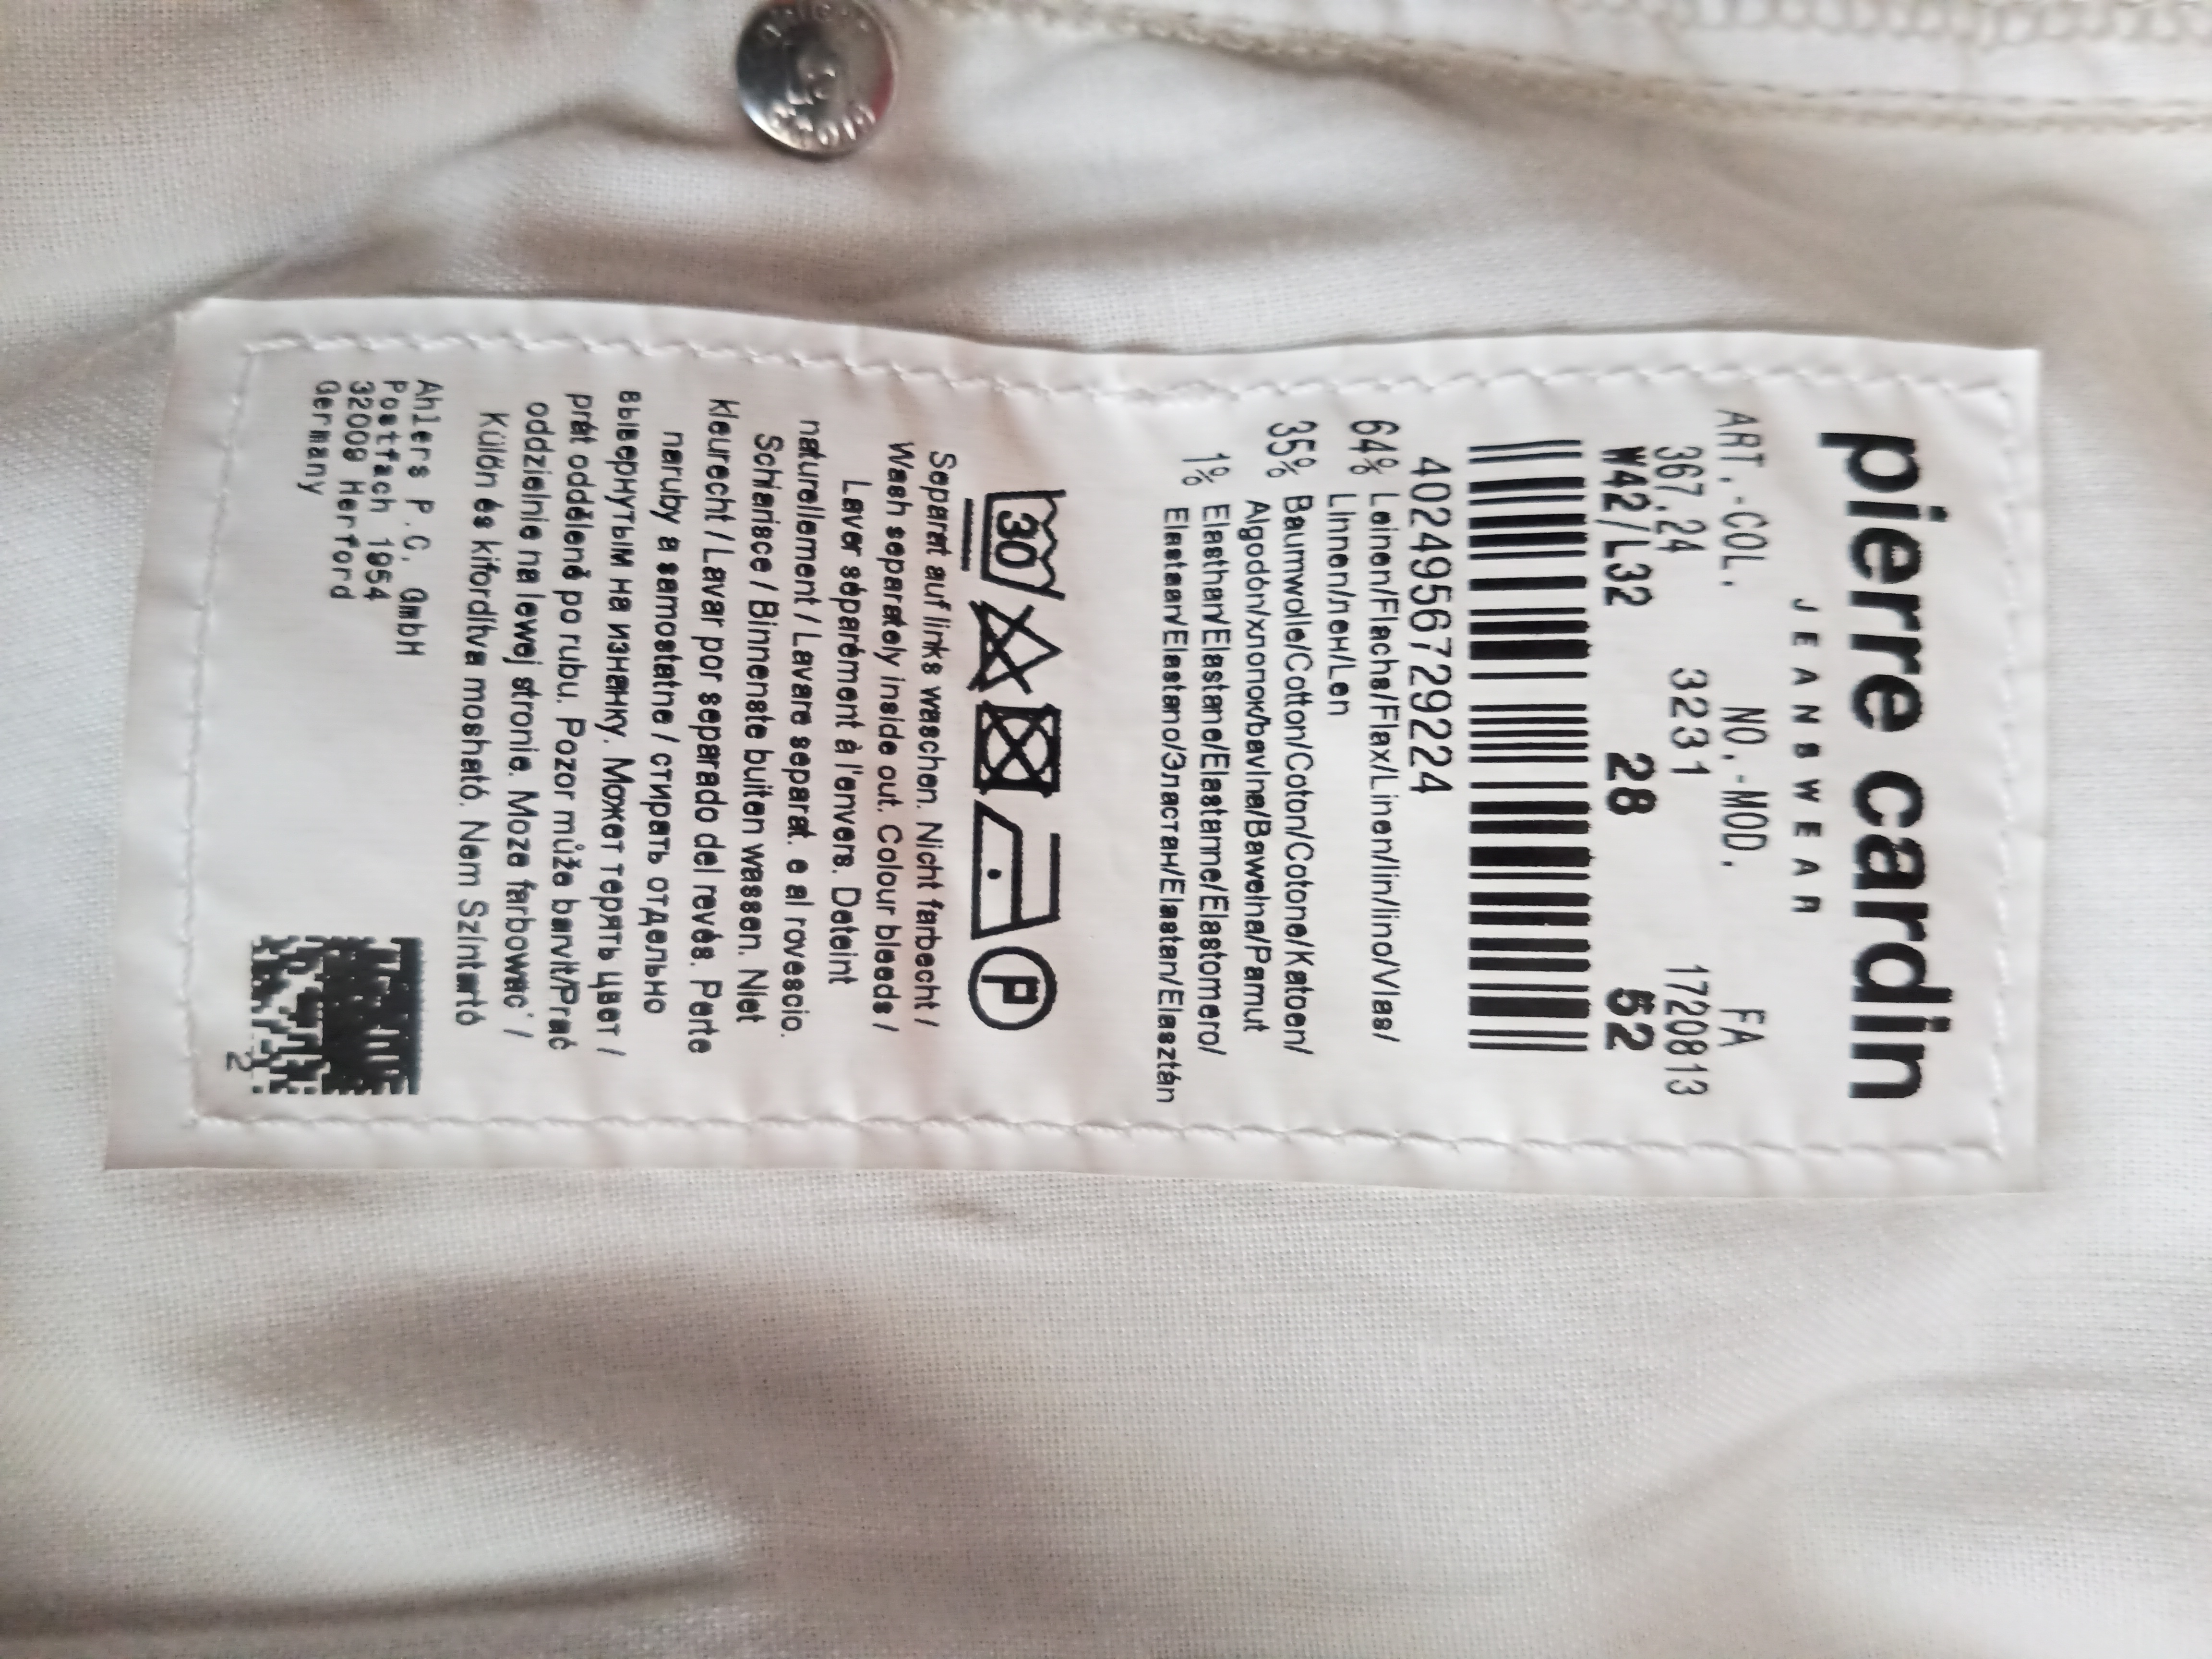 pierre cardin
JEANSWEAR
ART.-COL. NO.-MOD. FA
367.24 3231 1720813
W42/L32 28 52
4024956729224
64% Leinen/Flachs/Flax/Linen/lin/lino/Vlas/
Linnen/лен/Len
35% Baumwolle/Cotton/Coton/Cotone/Katoen/
Algodón/хлопок/bavlna/Bawełna/Pamut
1% Elasthan/Elastane/Elastanne/Elastomero/
Elastaan/Elastano/Эластан/Elastan/Elasztán
30
P
Separat auf links waschen. Nicht farbecht /
Wash separately inside out. Colour bleeds /
Laver séparément à l'envers. Deteint
naturellement / Lavare separat. e al rovescio.
Schiarisce / Binnenste buiten wassen. Niet
kleurecht / Lavar por separado del revés. Perte
naruby a samostatne / стирать отдельно
вывернутым на изнанку. Может терять цвет /
prát odděleně po rubu. Pozor může barvit/Prać
oddzielnie na lewej stronie. Moze farbowac' /
Külön és kifordítva mosható. Nem Színtartó
Ahlers P.C. GmbH
Postfach 1954
32009 Herford
Germany
2